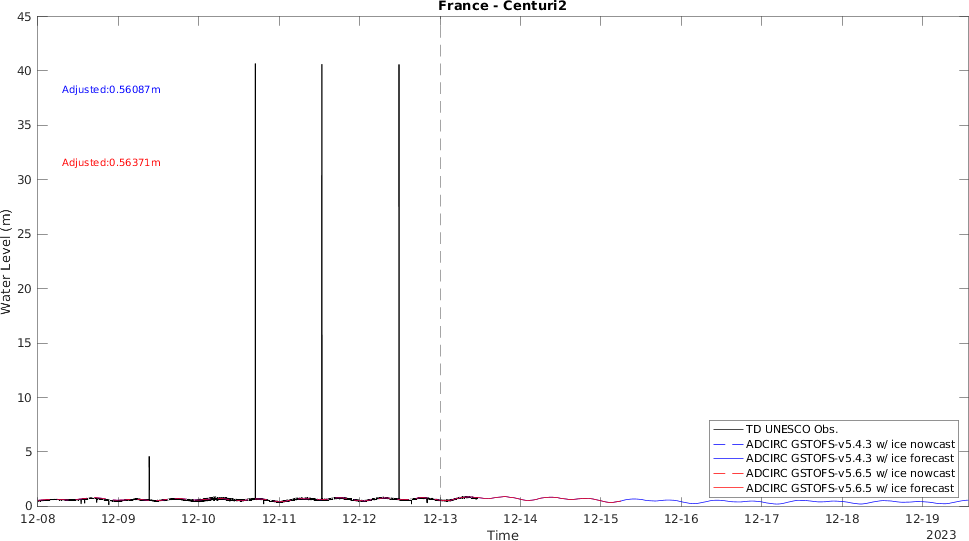 France - Centuri2
45
40
35
30
25
20
15
10
5
0
Water Level (m)
Adjusted:0.56087m
Adjusted:0.56371m
TD UNESCO Obs.
ADCIRC GSTOFS-v5.4.3 w/ ice nowcast
ADCIRC GSTOFS-v5.4.3 w/ ice forecast
ADCIRC GSTOFS-v5.6.5 w/ ice nowcast
ADCIRC GSTOFS-v5.6.5 w/ ice forecast
12-08 12-09 12-10 12-11 12-12 12-13 12-14 12-15 12-16 12-17 12-18 12-19
Time
2023